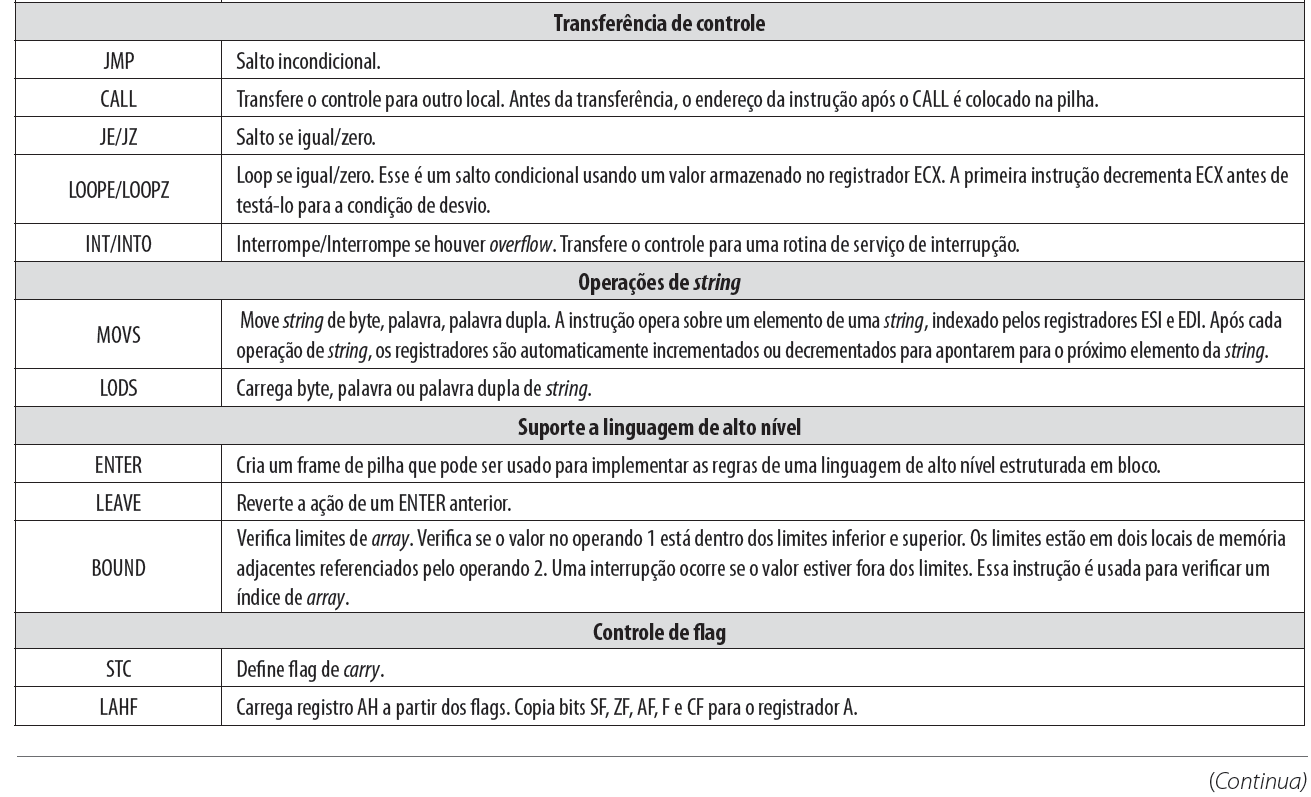 Transferência de controle
JMP
Salto incondicional.
CALL
Transfere o controle para outro local. Antes da transferência, o endereço da instrução após o CALL é colocado na pilha.
JE/JZ
Salto se igual/zero.
LOOPE/LOOPZ
Loop se igual/zero. Esse é um salto condicional usando um valor armazenado no registrador ECX. A primeira instrução decrementa ECX antes de
testá-lo para a condição de desvio.
INT/INTO
Interrompe/Interrompe se houver overflow. Transfere o controle para uma rotina de serviço de interrupção.
Operações de string
MOVS
Move string de byte, palavra, palavra dupla. A instrução opera sobre um elemento de uma string, indexado pelos registradores ESI e EDI. Após cada
operação de string, os registradores são automaticamente incrementados ou decrementados para apontarem para o próximo elemento da string.
LODS
Carrega byte, palavra ou palavra dupla de string.
Suporte a linguagem de alto nível
ENTER
Cria um frame de pilha que pode ser usado para implementar as regras de uma linguagem de alto nível estruturada em bloco.
LEAVE
Reverte a ação de um ENTER anterior.
BOUND
Verifica limites de array. Verifica se o valor no operando 1 está dentro dos limites inferior e superior. Os limites estão em dois locais de memória
adjacentes referenciados pelo operando 2. Uma interrupção ocorre se o valor estiver fora dos limites. Essa instrução é usada para verificar um
índice de array.
Controle de flag
STC
Define flag de carry.
LAHF
Carrega registro AH a partir dos flags. Copia bits SF, ZF, AF, F e CF para o registrador A.
(Continua)